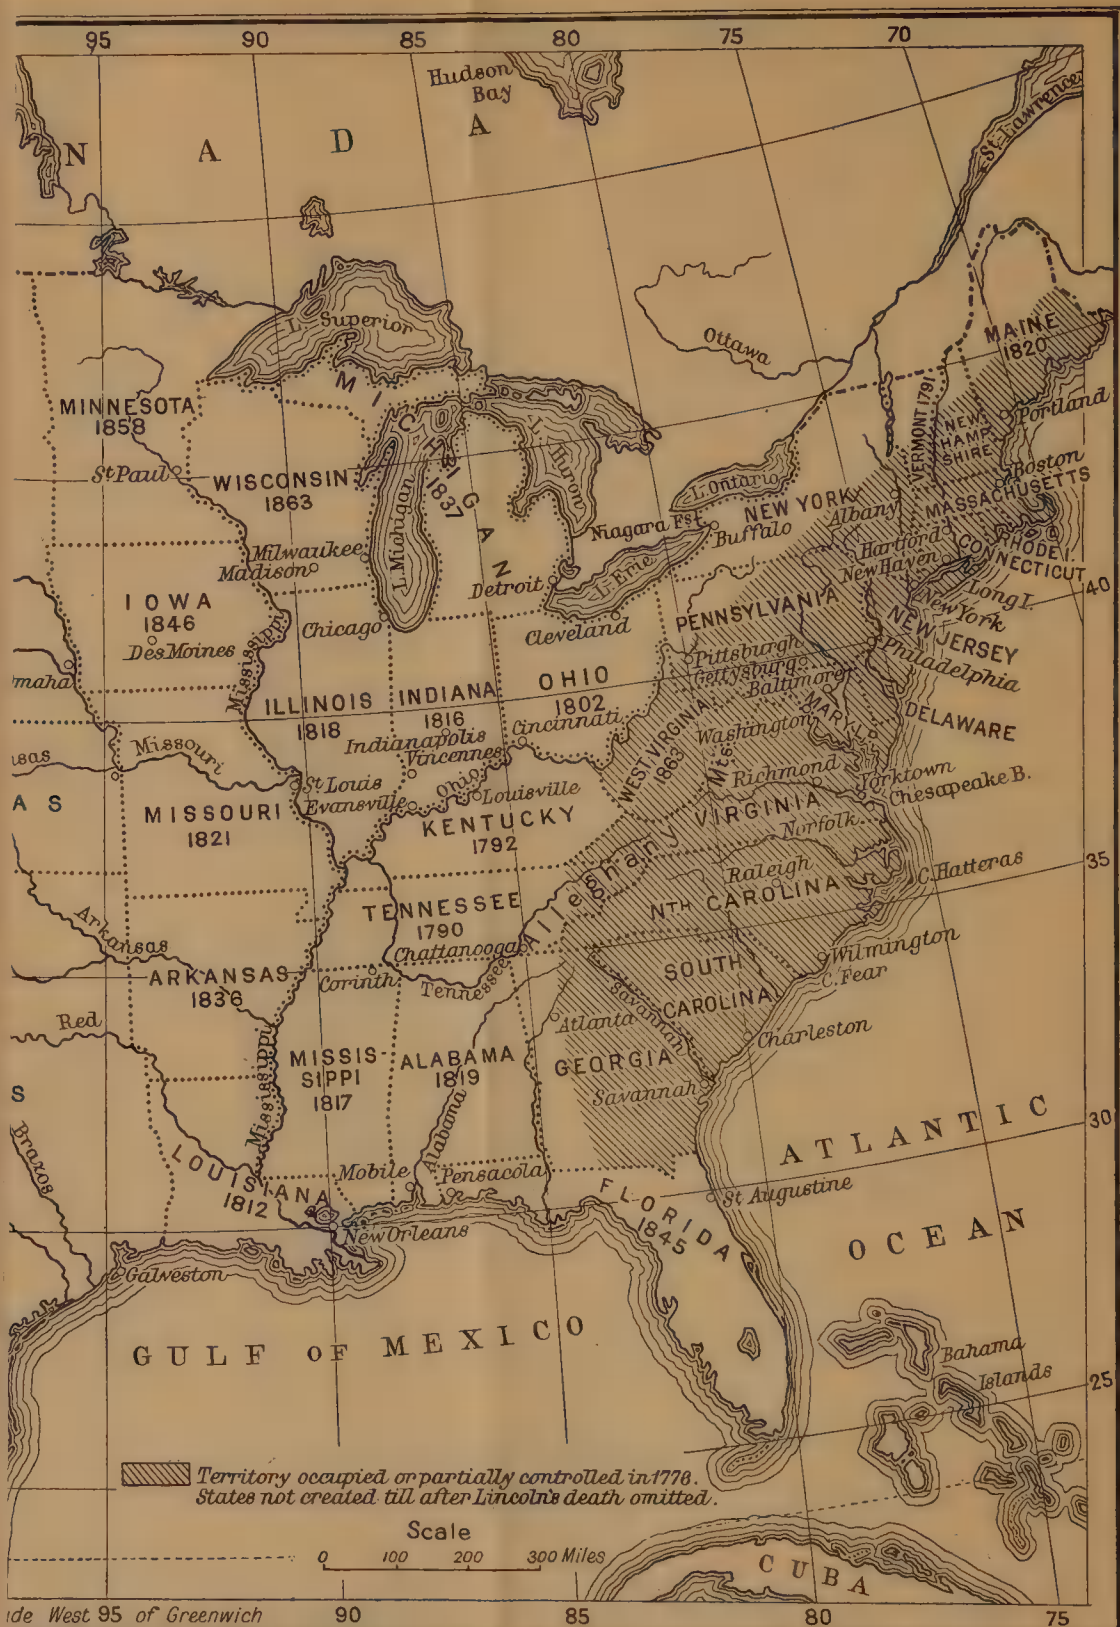 95 90 85 80 75 70
Hudson
Bay
N A D A
St. Lawrence
L. Superior
Ottawa
MAINE
1820
MINNESOTA
1858
MICHIGAN
1837
VERMONT 1791
NEW
HAMP
SHIRE
Portland
St Paul
WISCONSIN
1863
L. Michigan
L. Huron
L. Ontario
NEW YORK
Albany
Boston
MASSACHUSETTS
Niagara Fs.
Buffalo
Hartford
RHODE I.
CONNECTICUT
New Haven
Milwaukee
Madison
Detroit
L. Erie
40
Long I.
New York
IOWA
1846
Des Moines
Mississippi
Chicago
Cleveland
PENNSYLVANIA
NEW JERSEY
Pittsburgh
Gettysburg
Baltimore
Philadelphia
maha
ILLINOIS
1818
INDIANA
1816
OHIO
1802
Indianapolis
Vincennes
Cincinnati
WEST VIRGINIA
1863
Washington
MARYLD
DELAWARE
Missouri
sas
A S
St Louis
Evansville
Ohio
Louisville
Richmond
Yorktown
Chesapeake B.
MISSOURI
1821
KENTUCKY
1792
VIRGINIA
Norfolk
Alleghany Mts
35
C. Hatteras
Raleigh
NTH CAROLINA
TENNESSEE
1790
Chattanooga
Arkansas
ARKANSAS
1836
Corinth
Tennessee
SOUTH
CAROLINA
Wilmington
C. Fear
Savannah
Red
Atlanta
Charleston
MISSIS-
SIPPI
1817
ALABAMA
1819
GEORGIA
Savannah
S
Mississippi
Alabama
Brazos
ATLANTIC
30
LOUISIANA
1812
Mobile
Pensacola
FLORIDA
1845
St Augustine
New Orleans
OCEAN
Galveston
GULF OF MEXICO
Bahama
Islands
25
Territory occupied or partially controlled in 1778.
States not created till after Lincoln's death omitted.
Scale
0 100 200 300 Miles
CUBA
de West 95 of Greenwich 90 85 80 75